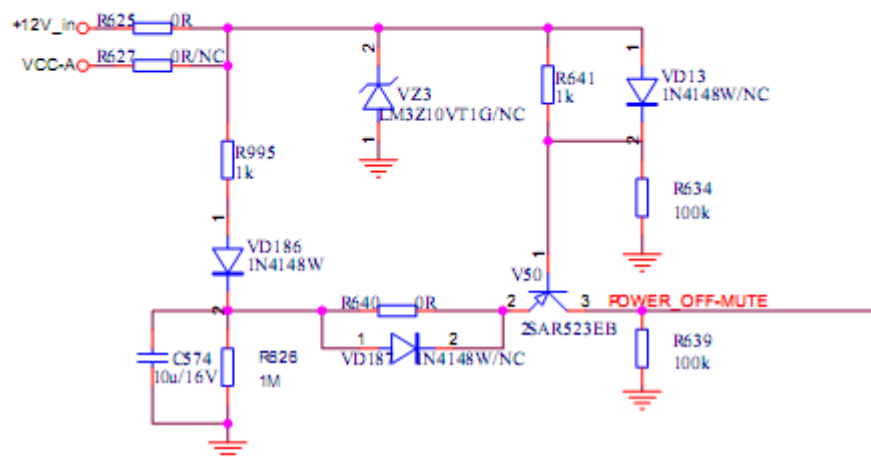 +12V_in R625 0R
VCC-A R627 0R/NC
2
VZ3
LM3Z10VT1G/NC
1
R641
1k
1
VD13
1N4148W/NC
2
R995
1k
R634
100k
1
VD186
1N4148W
2
1
V50
R640 0R
2 3 POWER_OFF-MUTE
2SAR523EB
1 2
VD187 1N4148W/NC
C574
10u/16V
R626
1M
R639
100k